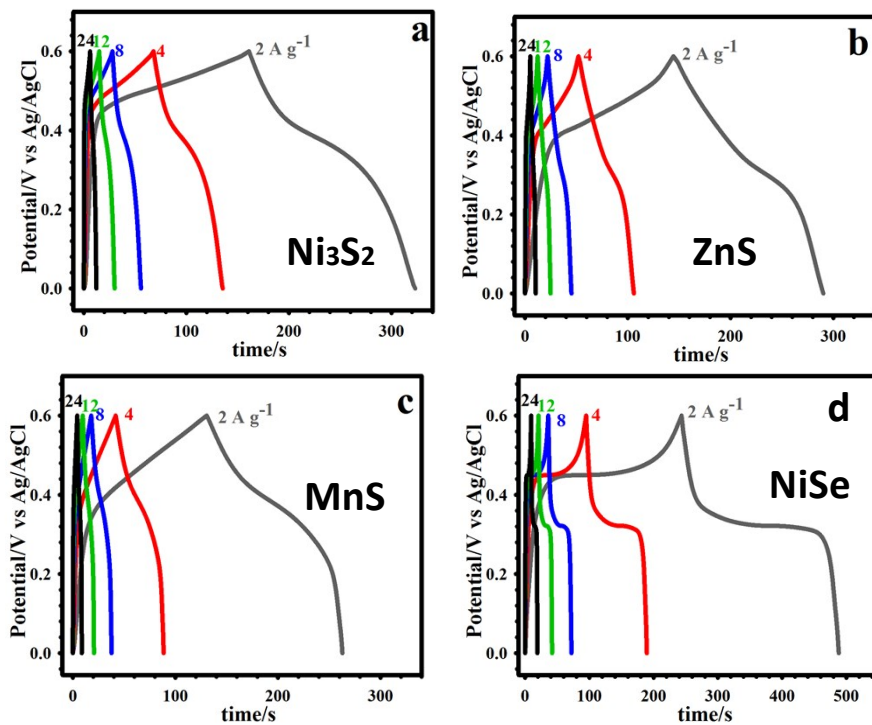 a
24 12 8 4 2 A g⁻¹
0.6
0.4
0.2
0.0
Potential/V vs Ag/AgCl
Ni₃S₂
0 100 200 300
time/s
b
24 12 8 4 2 A g⁻¹
0.6
0.4
0.2
0.0
Potential/V vs Ag/AgCl
ZnS
0 100 200 300
time/s
c
24 12 8 4 2 A g⁻¹
0.6
0.4
0.2
0.0
Potential/V vs Ag/AgCl
MnS
0 100 200 300
time/s
d
24 12 8 4 2 A g⁻¹
0.6
0.4
0.2
0.0
Potential/V vs Ag/AgCl
NiSe
0 100 200 300 400 500
time/s